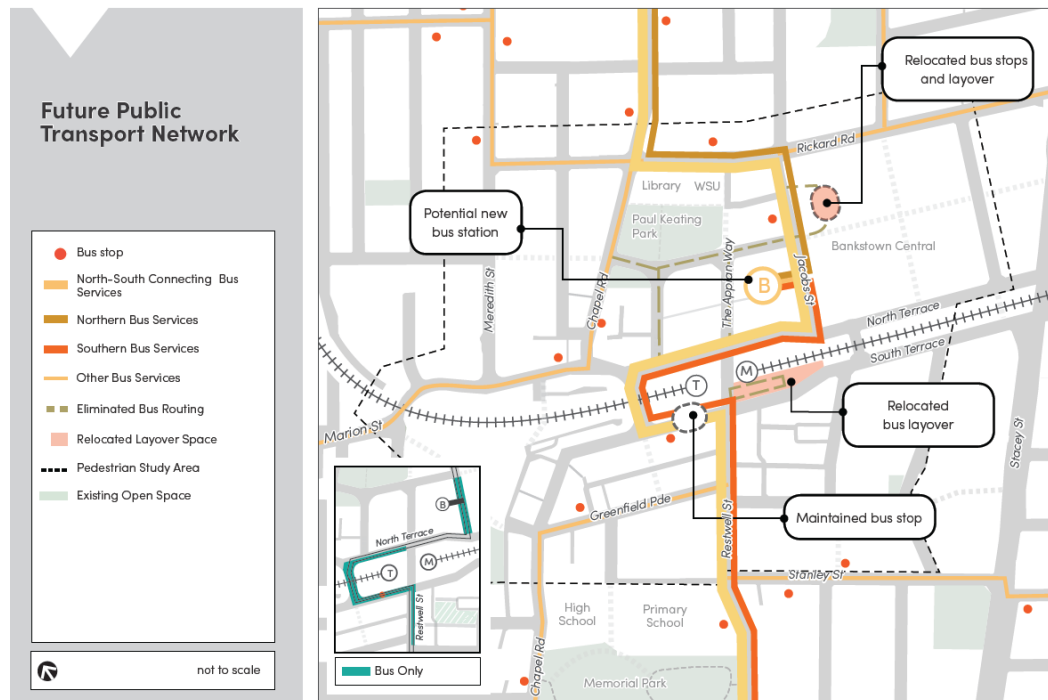 Future Public
Transport Network
Bus stop
North-South Connecting Bus
Services
Northern Bus Services
Southern Bus Services
Other Bus Services
Eliminated Bus Routing
Relocated Layover Space
Pedestrian Study Area
Existing Open Space
not to scale
Relocated bus stops
and layover
Rickard Rd
Library WSU
Potential new
bus station
Paul Keating
Park
Bankstown Central
Meredith St
Chapel Rd
The Appian Way
Jacobs St
B
North Terrace
South Terrace
T
M
Relocated
bus layover
Marion St
Stacey St
Greenfield Pde
Restwell St
Maintained bus stop
Stanley St
High
School
Primary
School
Chapel Rd
Memorial Park
B
North Terrace
M
T
Restwell St
Bus Only